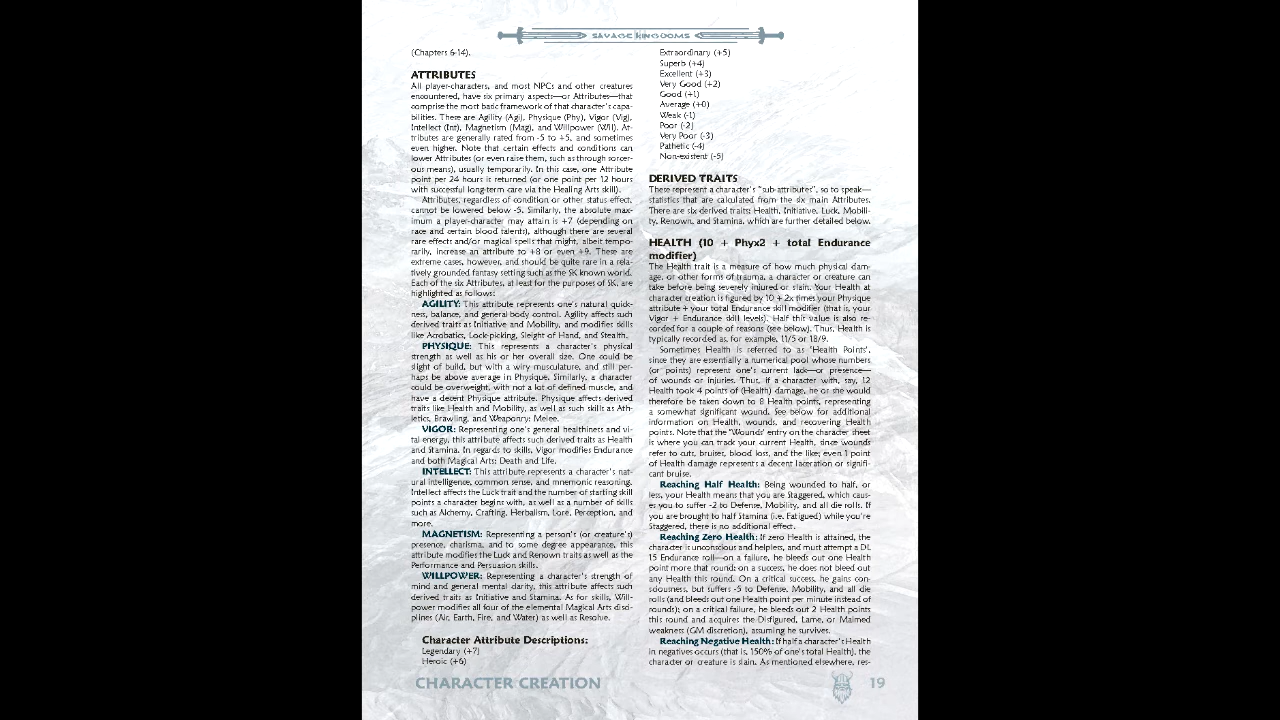 SAVAGE KINGDOMS
(Chapters 6-14).
ATTRIBUTES
All player-characters, and most NPCs and other creatures
encountered, have six primary aspects—or Attributes—that
comprise the most basic framework of that character's capa-
bilities. There are Agility (Agi), Physique (Phy), Vigor (Vig),
Intellect (Int), Magnetism (Mag), and Willpower (Will). At-
tributes are generally rated from -5 to +5, and sometimes
even higher. Note that certain effects and conditions can
lower Attributes (or even raise them, such as through sorcer-
ous means), usually temporarily. In this case, one Attribute
point per 24 hours is returned (or one point per 12 hours
with successful long-term care via the Healing Arts skill).
Attributes, regardless of condition or other status effect,
cannot be lowered below -5. Similarly, the absolute max-
imum a player-character may attain is +7 (depending on
race and certain blood talents), although there are several
rare effects and/or magical spells that might, albeit tempo-
rarily, increase an attribute to +8 or even +9. These are
extreme cases, however, and should be quite rare in a rela-
tively grounded fantasy setting such as the SK known world.
Each of the six Attributes, at least for the purposes of SK, are
highlighted as follows:
AGILITY: This attribute represents one's natural quick-
ness, balance, and general body control. Agility affects such
derived traits as Initiative and Mobility, and modifies skills
like Acrobatics, Lock-picking, Sleight of Hand, and Stealth.
PHYSIQUE: This represents a character's physical
strength as well as his or her overall size. One could be
slight of build, but with a wiry musculature, and still per-
haps be above average in Physique. Similarly, a character
could be overweight, with not a lot of defined muscle, and
have a decent Physique attribute. Physique affects derived
traits like Health and Mobility, as well as such skills as Ath-
letics, Brawling, and Weaponry: Melee.
VIGOR: Representing one's general healthiness and vi-
tal energy, this attribute affects such derived traits as Health
and Stamina. In regards to skills, Vigor modifies Endurance
and both Magical Arts: Death and Life.
INTELLECT: This attribute represents a character's nat-
ural intelligence, common sense, and mnemonic reasoning.
Intellect affects the Luck trait and the number of starting skill
points a character begins with, as well as a number of skills
such as Alchemy, Crafting, Herbalism, Lore, Perception, and
more.
MAGNETISM: Representing a person's (or creature's)
presence, charisma, and to some degree appearance, this
attribute modifies the Luck and Renown traits as well as the
Performance and Persuasion skills.
WILLPOWER: Representing a character's strength of
mind and general mental clarity, this attribute affects such
derived traits as Initiative and Stamina. As for skills, Will-
power modifies all four of the elemental Magical Arts disci-
plines (Air, Earth, Fire, and Water) as well as Resolve.
Character Attribute Descriptions:
Legendary (+7)
Heroic (+6)
Extraordinary (+5)
Superb (+4)
Excellent (+3)
Very Good (+2)
Good (+1)
Average (+0)
Weak (-1)
Poor (-2)
Very Poor (-3)
Pathetic (-4)
Non-existent (-5)
DERIVED TRAITS
These represent a character's "sub-attributes", so to speak—
statistics that are calculated from the six main Attributes.
There are six derived traits: Health, Initiative, Luck, Mobili-
ty, Renown, and Stamina, which are further detailed below.
HEALTH (10 + Phyx2 + total Endurance
modifier)
The Health trait is a measure of how much physical dam-
age, or other forms of trauma, a character or creature can
take before being severely injured or slain. Your Health at
character creation is figured by 10 + 2x times your Physique
attribute + your total Endurance skill modifier (that is, your
Vigor + Endurance skill levels). Half this value is also re-
corded for a couple of reasons (see below). Thus, Health is
typically recorded as, for example, 11/5 or 18/9.
Sometimes Health is referred to as 'Health Points',
since they are essentially a numerical pool whose numbers
(or points) represent one's current lack—or presence—
of wounds or injuries. Thus, if a character with, say, 12
Health took 4 points of (Health) damage, he or she would
therefore be taken down to 8 Health points, representing
a somewhat significant wound. See below for additional
information on Health, wounds, and recovering Health
points. Note that the 'Wounds' entry on the character sheet
is where you can track your current Health, since wounds
refer to cuts, bruises, blood loss, and the like; even 1 point
of Health damage represents a decent laceration or signifi-
cant bruise.
Reaching Half Health: Being wounded to half, or
less, your Health means that you are Staggered, which caus-
es you to suffer -2 to Defense, Mobility, and all die rolls. If
you are brought to half Stamina (i.e. Fatigued) while you're
Staggered, there is no additional effect.
Reaching Zero Health: If zero Health is attained, the
character is unconscious and helpless, and must attempt a DL
15 Endurance roll—on a failure, he bleeds out one Health
point more that round; on a success, he does not bleed out
any Health this round. On a critical success, he gains con-
sciousness, but suffers -5 to Defense, Mobility, and all die
rolls (and bleeds out one Health point per minute instead of
rounds); on a critical failure, he bleeds out 2 Health points
this round and acquires the Disfigured, Lame, or Maimed
weakness (GM discretion), assuming he survives.
Reaching Negative Health: If half a character's Health
in negatives occurs (that is, 150% of one's total Health), the
character or creature is slain. As mentioned elsewhere, res-
CHARACTER CREATION
19